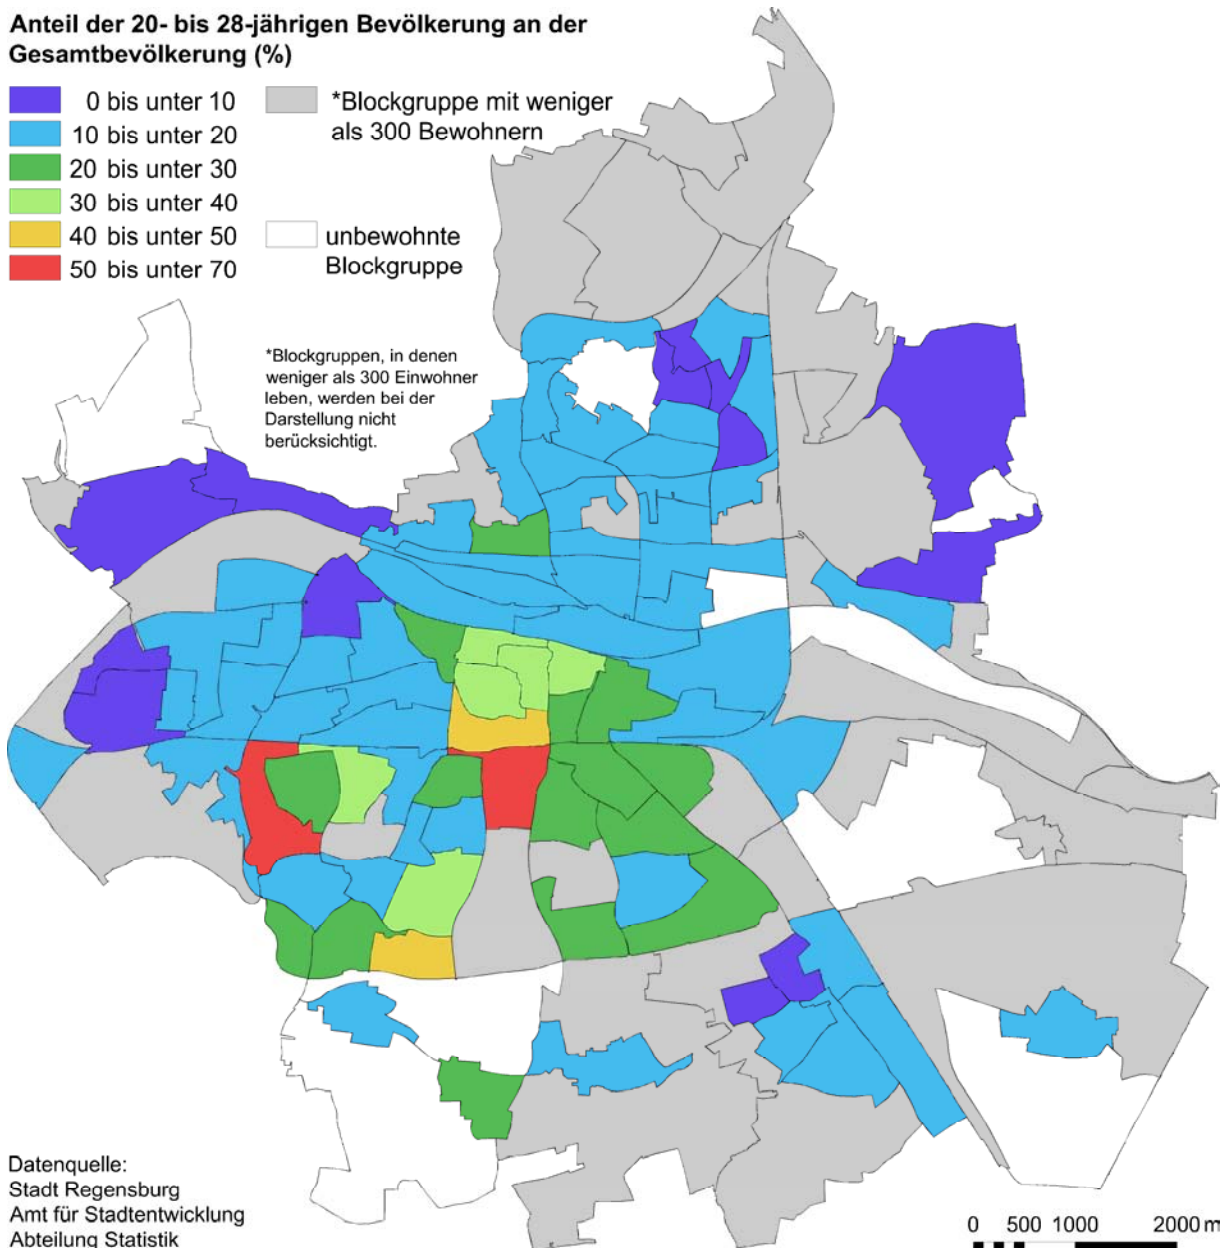 Anteil der 20- bis 28-jährigen Bevölkerung an der
Gesamtbevölkerung (%)
0 bis unter 10
10 bis unter 20
20 bis unter 30
30 bis unter 40
40 bis unter 50
50 bis unter 70
*Blockgruppe mit weniger
als 300 Bewohnern
unbewohnte
Blockgruppe
*Blockgruppen, in denen
weniger als 300 Einwohner
leben, werden bei der
Darstellung nicht
berücksichtigt.
Datenquelle:
Stadt Regensburg
Amt für Stadtentwicklung
Abteilung Statistik
0 500 1000 2000 m